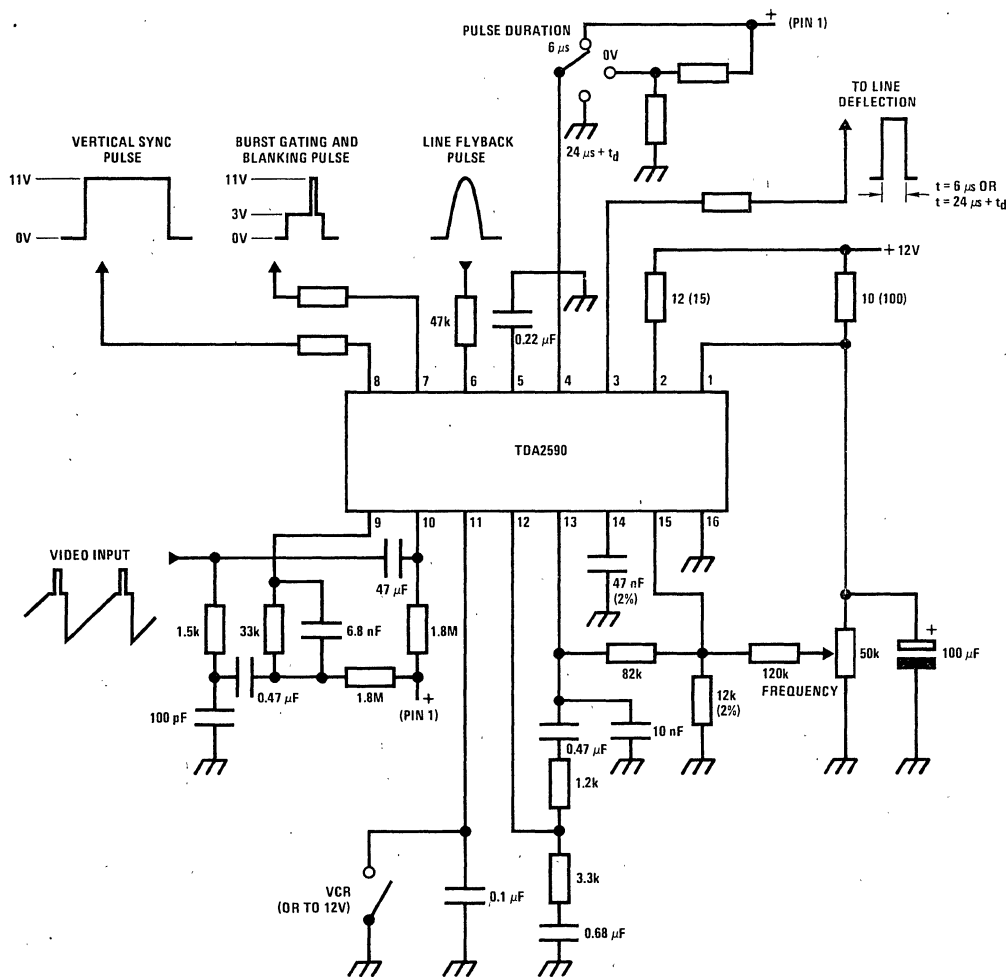 PULSE DURATION
6 µs
+
(PIN 1)
0V
24 µs + td
TO LINE
DEFLECTION
t = 6 µs OR
t = 24 µs + td
VERTICAL SYNC
PULSE
11V
0V
BURST GATING AND
BLANKING PULSE
11V
3V
0V
LINE FLYBACK
PULSE
+ 12V
12 (15)
10 (100)
47k
0.22 µF
8
7
6
5
4
3
2
1
TDA2590
9
10
11
12
13
14
15
16
VIDEO INPUT
47 µF
47 nF
(2%)
1.5k
33k
6.8 nF
1.8M
0.47 µF
1.8M
+
(PIN 1)
100 pF
82k
120k
FREQUENCY
50k
+
100 µF
12k
(2%)
0.47 µF
10 nF
1.2k
VCR
(OR TO 12V)
0.1 µF
3.3k
0.68 µF